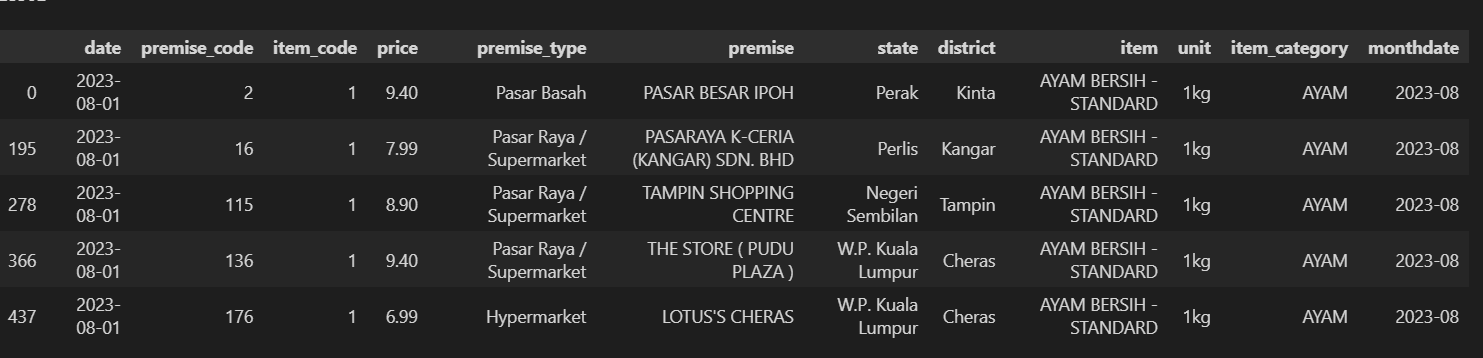 date premise_code item_code price premise_type premise state district item unit item_category monthdate
0 2023-08-01 2 1 9.40 Pasar Basah PASAR BESAR IPOH Perak Kinta AYAM BERSIH - STANDARD 1kg AYAM 2023-08
195 2023-08-01 16 1 7.99 Pasar Raya / Supermarket PASARAYA K-CERIA (KANGAR) SDN. BHD Perlis Kangar AYAM BERSIH - STANDARD 1kg AYAM 2023-08
278 2023-08-01 115 1 8.90 Pasar Raya / Supermarket TAMPIN SHOPPING CENTRE Negeri Sembilan Tampin AYAM BERSIH - STANDARD 1kg AYAM 2023-08
366 2023-08-01 136 1 9.40 Pasar Raya / Supermarket THE STORE ( PUDU PLAZA ) W.P. Kuala Lumpur Cheras AYAM BERSIH - STANDARD 1kg AYAM 2023-08
437 2023-08-01 176 1 6.99 Hypermarket LOTUS'S CHERAS W.P. Kuala Lumpur Cheras AYAM BERSIH - STANDARD 1kg AYAM 2023-08